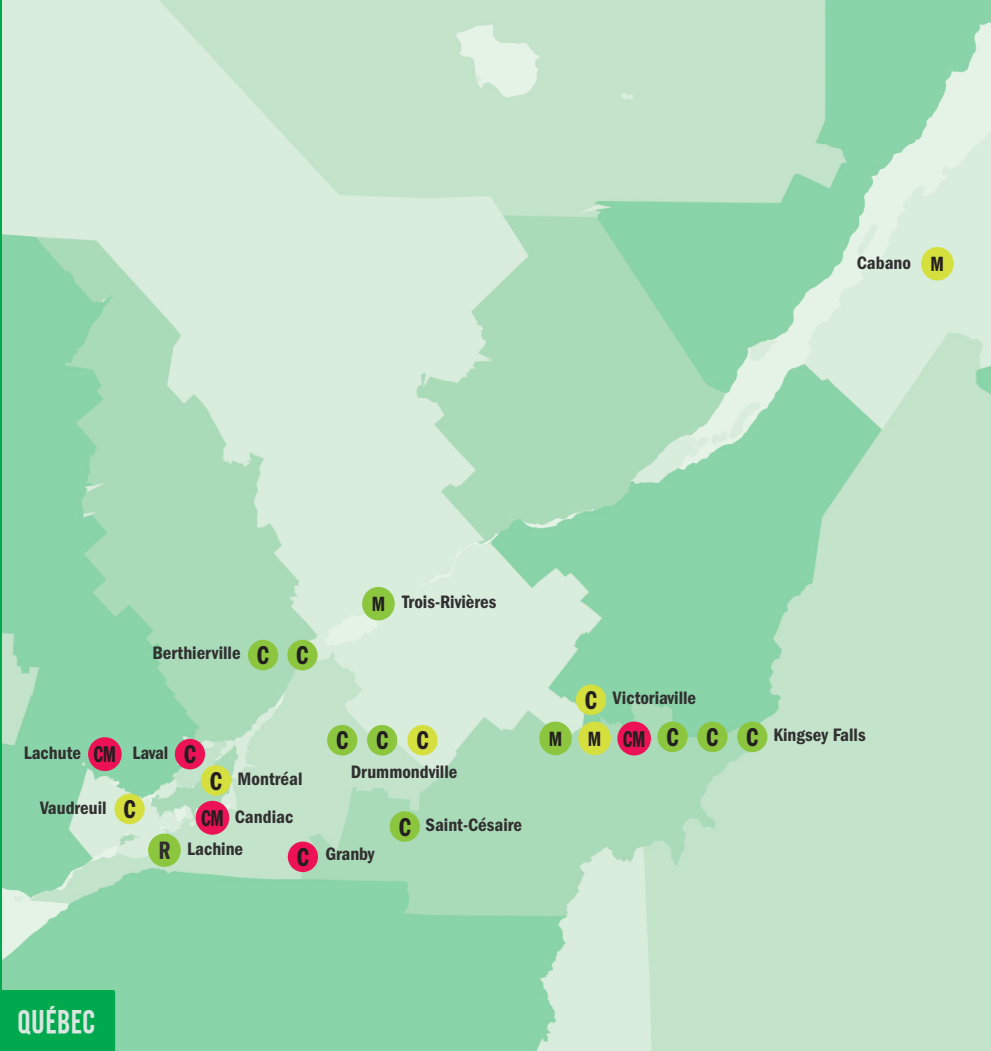 Cabano M
M Trois-Rivières
Berthierville C C
C Victoriaville
M M CM C C C Kingsey Falls
C C C
Drummondville
Lachute CM Laval C
C Montréal
Vaudreuil C
CM Candiac
C Saint-Césaire
R Lachine
C Granby
QUÉBEC